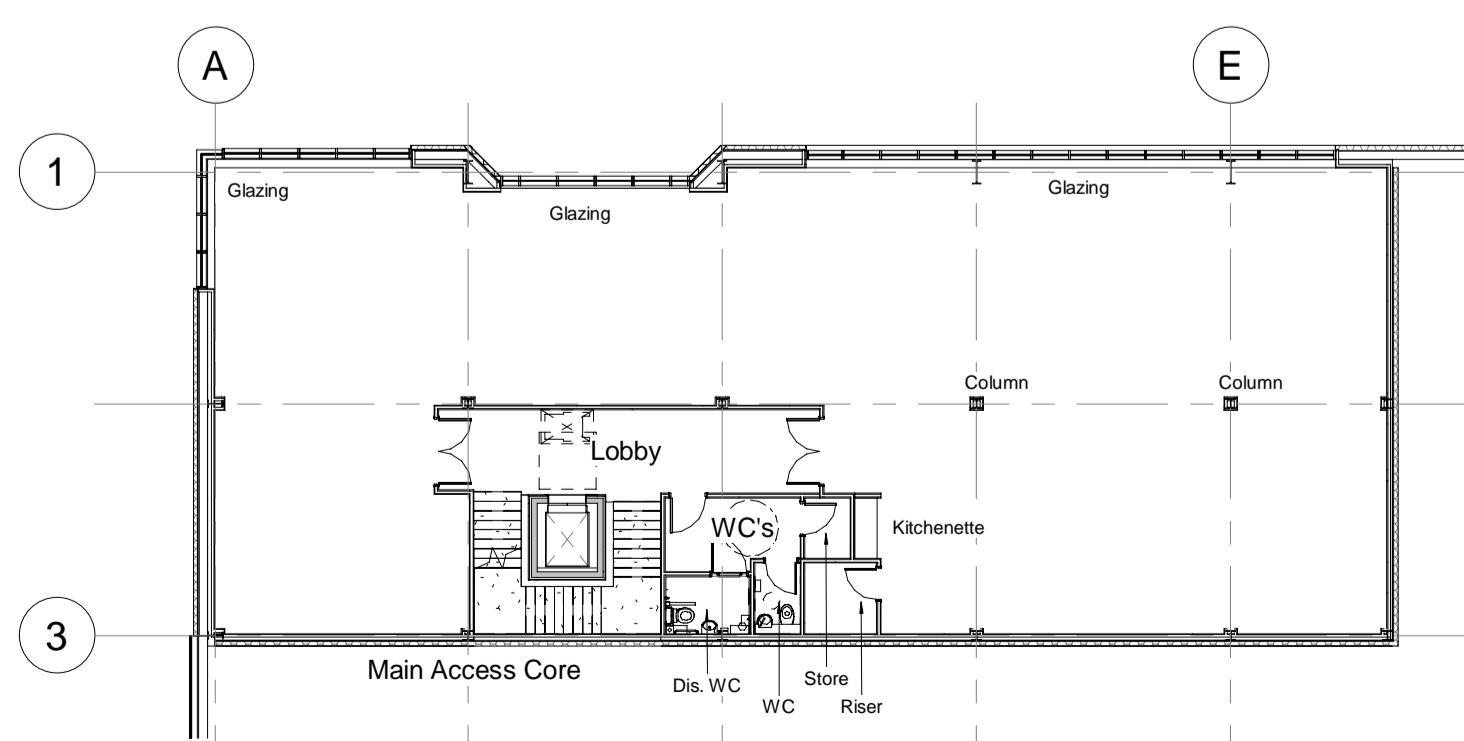 A
E
1
Glazing
Glazing
Glazing
Column
Column
Lobby
WC's
Kitchenette
3
Main Access Core
Dis. WC
WC
Store
Riser